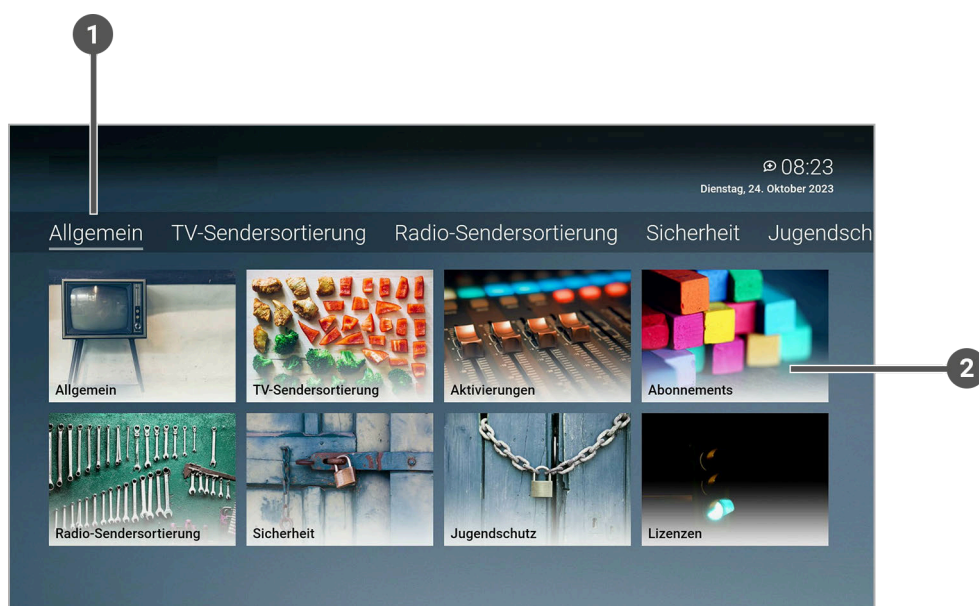 1
08:23
Dienstag, 24. Oktober 2023
Allgemein TV-Sendersortierung Radio-Sendersortierung Sicherheit Jugendsch
Allgemein TV-Sendersortierung Aktivierungen Abonnements
2
Radio-Sendersortierung Sicherheit Jugendschutz Lizenzen